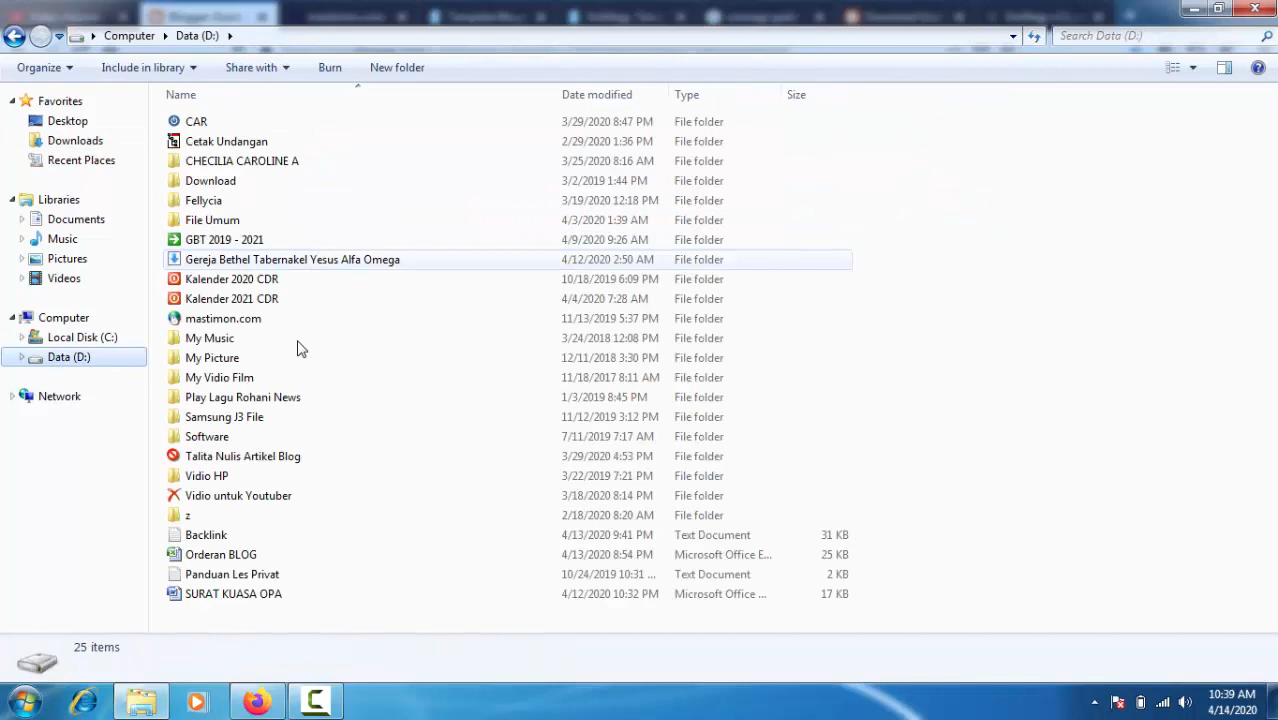 Computer Data (D:) Search Data (D:)
Organize Include in library Share with Burn New folder
Name Date modified Type Size
Favorites
Desktop
Downloads
Recent Places
Libraries
Documents
Music
Pictures
Videos
Computer
Local Disk (C:)
Data (D:)
Network
CAR 3/29/2020 8:47 PM File folder
Cetak Undangan 2/29/2020 1:36 PM File folder
CHECILIA CAROLINE A 3/25/2020 8:16 AM File folder
Download 3/2/2019 1:44 PM File folder
Fellycia 3/19/2020 12:18 PM File folder
File Umum 4/3/2020 1:39 AM File folder
GBT 2019 - 2021 4/9/2020 9:26 AM File folder
Gereja Bethel Tabernakel Yesus Alfa Omega 4/12/2020 2:50 AM File folder
Kalender 2020 CDR 10/18/2019 6:09 PM File folder
Kalender 2021 CDR 4/4/2020 7:28 AM File folder
mastimon.com 11/13/2019 5:37 PM File folder
My Music 3/24/2018 12:08 PM File folder
My Picture 12/11/2018 3:30 PM File folder
My Vidio Film 11/18/2017 8:11 AM File folder
Play Lagu Rohani News 1/3/2019 8:45 PM File folder
Samsung J3 File 11/12/2019 3:12 PM File folder
Software 7/11/2019 7:17 AM File folder
Talita Nulis Artikel Blog 3/29/2020 4:53 PM File folder
Vidio HP 3/22/2019 7:21 PM File folder
Vidio untuk Youtuber 3/18/2020 8:14 PM File folder
z 2/18/2020 8:20 AM File folder
Backlink 4/13/2020 9:41 PM Text Document 31 KB
Orderan BLOG 4/13/2020 8:54 PM Microsoft Office E... 25 KB
Panduan Les Privat 10/24/2019 10:31 ... Text Document 2 KB
SURAT KUASA OPA 4/12/2020 10:32 PM Microsoft Office ... 17 KB
25 items
10:39 AM
4/14/2020